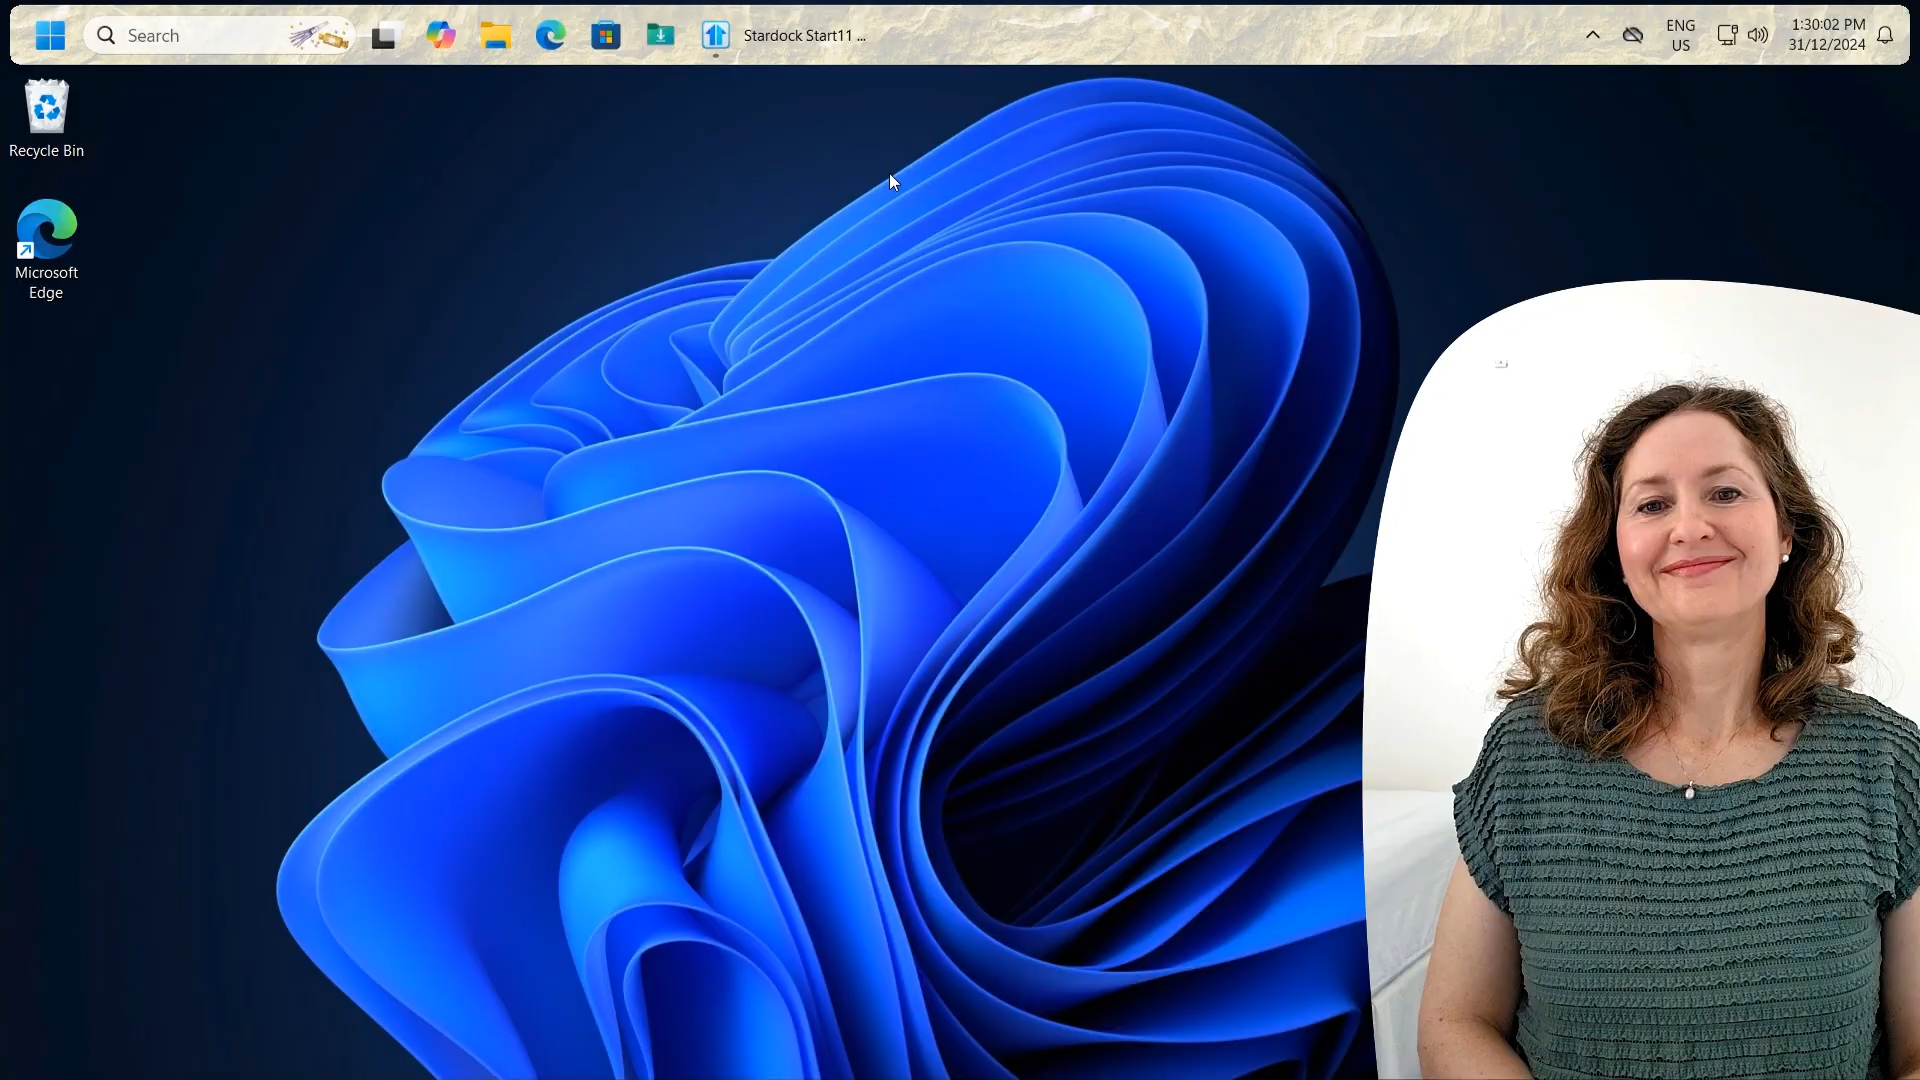 Search
Stardock Start11 ...
ENG
US
1:30:02 PM
31/12/2024
Recycle Bin
Microsoft
Edge